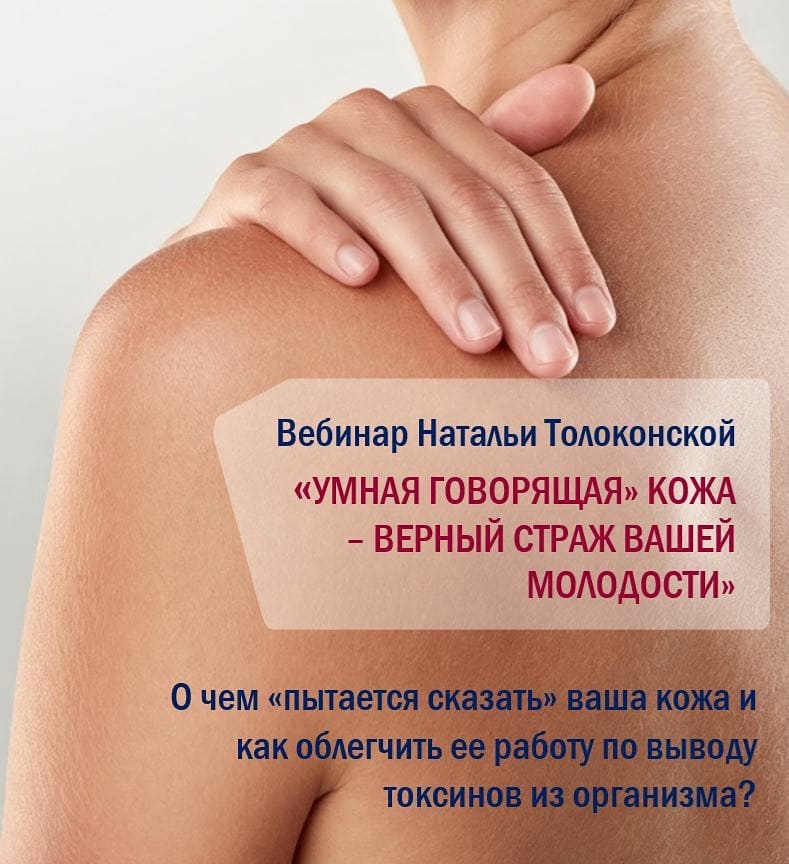 Вебинар Натальи Толоконской
«УМНАЯ ГОВОРЯЩАЯ» КОЖА
– ВЕРНЫЙ СТРАЖ ВАШЕЙ
МОЛОДОСТИ»
О чем «пытается сказать» ваша кожа и
как облегчить ее работу по выводу
токсинов из организма?